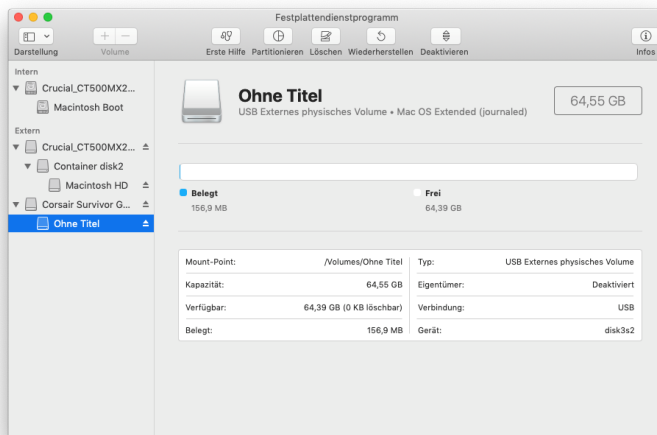 Festplattendienstprogramm
Darstellung Volume Erste Hilfe Partitionieren Löschen Wiederherstellen Deaktivieren Infos
Intern
Crucial_CT500MX2...
Macintosh Boot
Extern
Crucial_CT500MX2...
Container disk2
Macintosh HD
Corsair Survivor G...
Ohne Titel
Ohne Titel
USB Externes physisches Volume • Mac OS Extended (journaled)
64,55 GB
Belegt
156,9 MB
Frei
64,39 GB
Mount-Point: /Volumes/Ohne Titel
Kapazität: 64,55 GB
Verfügbar: 64,39 GB (0 KB löschbar)
Belegt: 156,9 MB
Typ: USB Externes physisches Volume
Eigentümer: Deaktiviert
Verbindung: USB
Gerät: disk3s2